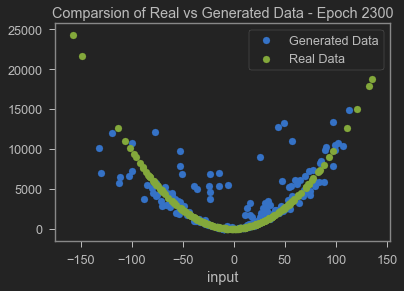 Comparsion of Real vs Generated Data - Epoch 2300
Generated Data
Real Data
25000
20000
15000
10000
5000
0
−150 −100 −50 0 50 100 150
input